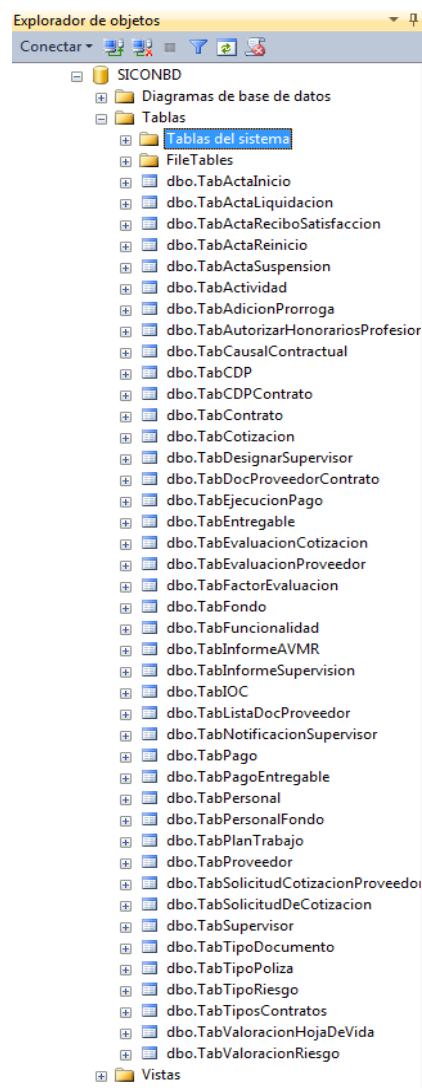 Explorador de objetos
Conectar
SICONBD
Diagramas de base de datos
Tablas
Tablas del sistema
FileTables
dbo.TabActaInicio
dbo.TabActaLiquidacion
dbo.TabActaReciboSatisfaccion
dbo.TabActaReinicio
dbo.TabActaSuspension
dbo.TabActividad
dbo.TabAdicionProrroga
dbo.TabAutorizarHonorariosProfesior
dbo.TabCausalContractual
dbo.TabCDP
dbo.TabCDPContrato
dbo.TabContrato
dbo.TabCotizacion
dbo.TabDesignarSupervisor
dbo.TabDocProveedorContrato
dbo.TabEjecucionPago
dbo.TabEntregable
dbo.TabEvaluacionCotizacion
dbo.TabEvaluacionProveedor
dbo.TabFactorEvaluacion
dbo.TabFondo
dbo.TabFuncionalidad
dbo.TabInformeAVMR
dbo.TabInformeSupervision
dbo.TabIOC
dbo.TabListaDocProveedor
dbo.TabNotificacionSupervisor
dbo.TabPago
dbo.TabPagoEntregable
dbo.TabPersonal
dbo.TabPersonalFondo
dbo.TabPlanTrabajo
dbo.TabProveedor
dbo.TabSolicitudCotizacionProveedor
dbo.TabSolicitudDeCotizacion
dbo.TabSupervisor
dbo.TabTipoDocumento
dbo.TabTipoPoliza
dbo.TabTipoRiesgo
dbo.TabTiposContratos
dbo.TabValoracionHojaDeVida
dbo.TabValoracionRiesgo
Vistas